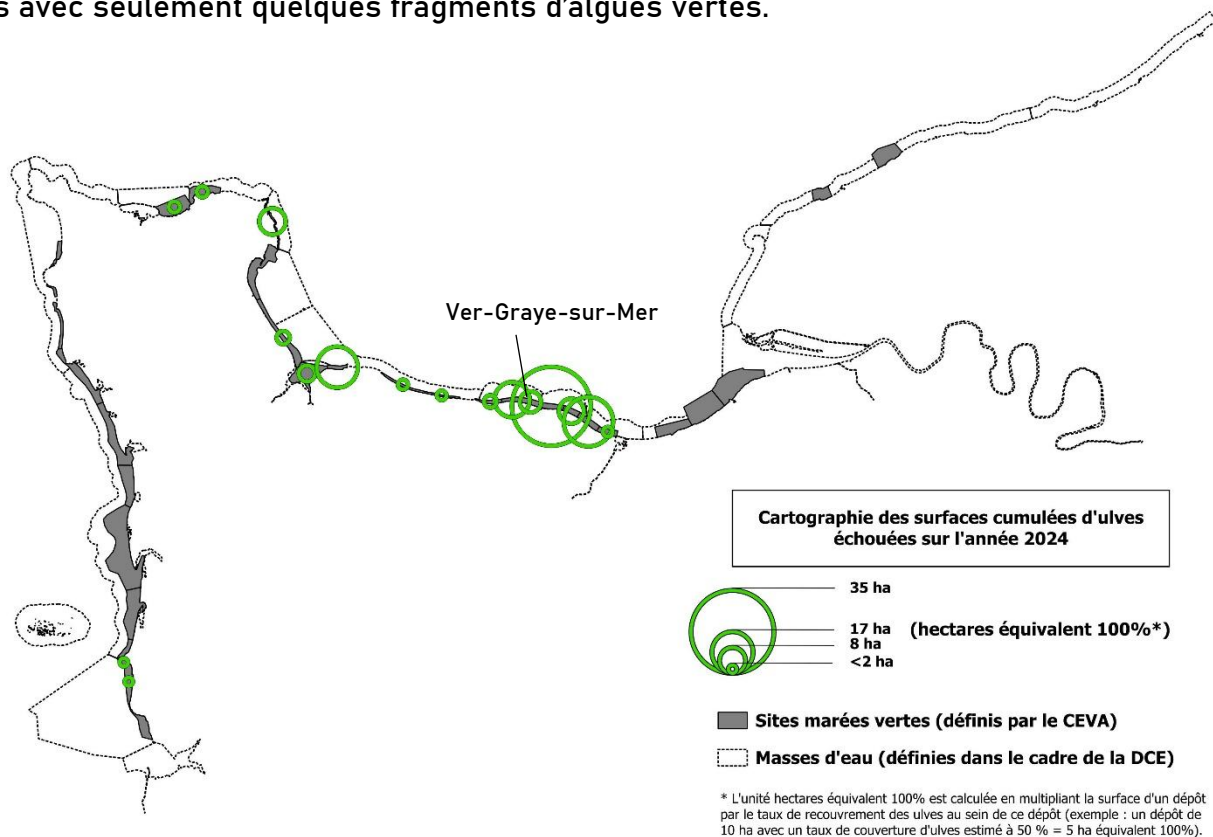 s avec seulement quelques fragments d'algues vertes.
Ver-Graye-sur-Mer
Cartographie des surfaces cumulées d'ulves
échouées sur l'année 2024
35 ha
17 ha
(hectares équivalent 100%*)
8 ha
<2 ha
Sites marées vertes (définis par le CEVA)
Masses d'eau (définies dans le cadre de la DCE)
* L'unité hectares équivalent 100% est calculée en multipliant la surface d'un dépôt
par le taux de recouvrement des ulves au sein de ce dépôt (exemple : un dépôt de
10 ha avec un taux de couverture d'ulves estimé à 50 % = 5 ha équivalent 100%).